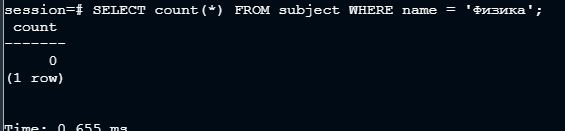 session=# SELECT count(*) FROM subject WHERE name = 'Физика';
count
-------
0
(1 row)
Time: 0.655 ms